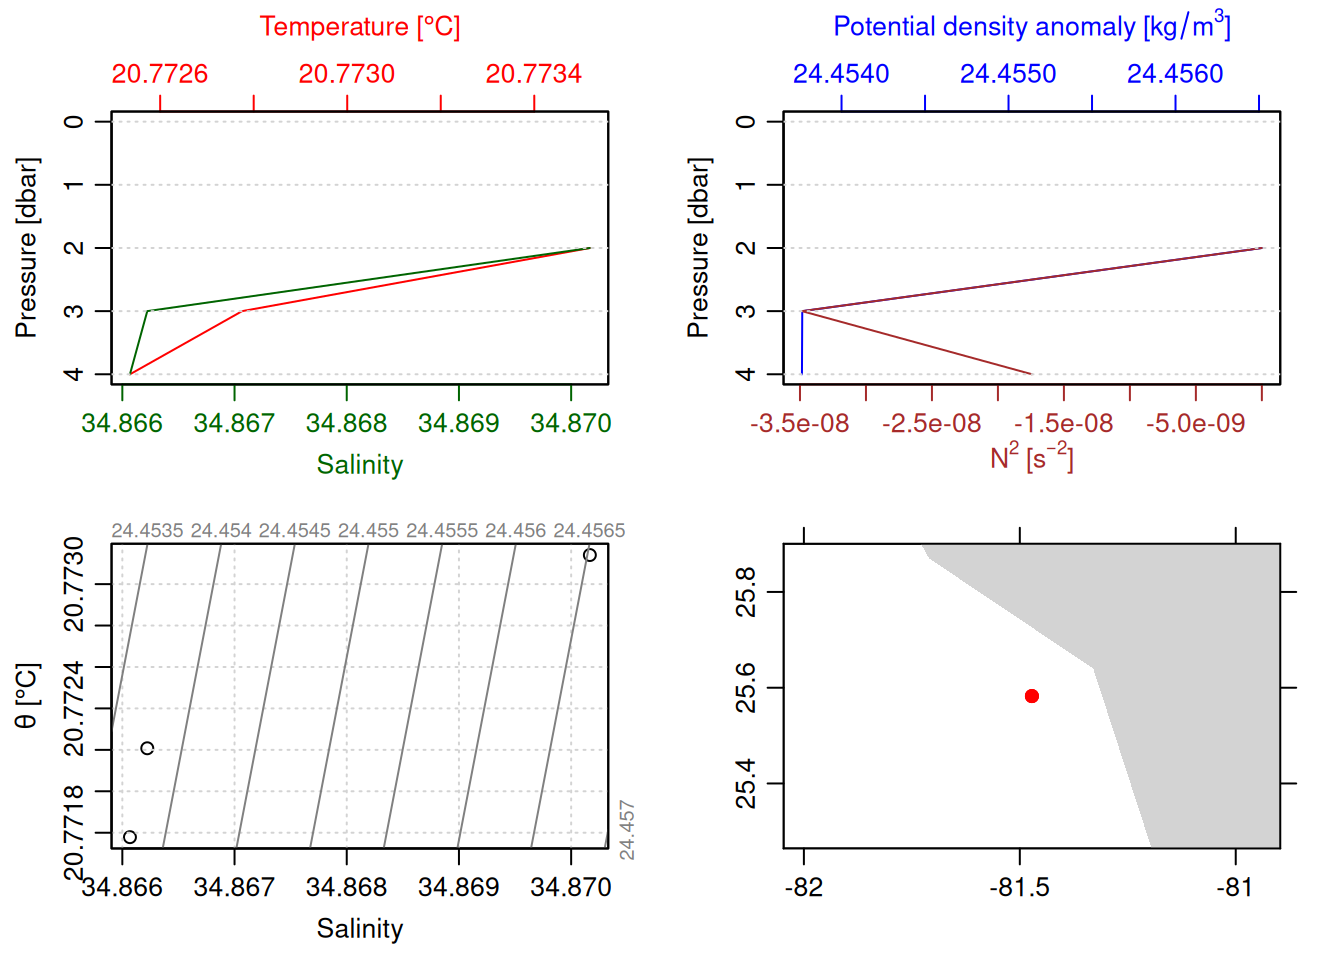 Temperature [°C]
20.7726 20.7730 20.7734
0
1
2
3
4
Pressure [dbar]
34.866 34.867 34.868 34.869 34.870
Salinity
Potential density anomaly [kg/m³]
24.4540 24.4550 24.4560
0
1
2
3
4
Pressure [dbar]
-3.5e-08 -2.5e-08 -1.5e-08 -5.0e-09
N² [s⁻²]
24.4535 24.454 24.4545 24.455 24.4555 24.456 24.4565
24.457
20.7730
20.7724
20.7718
θ [°C]
34.866 34.867 34.868 34.869 34.870
Salinity
25.8
25.6
25.4
-82 -81.5 -81